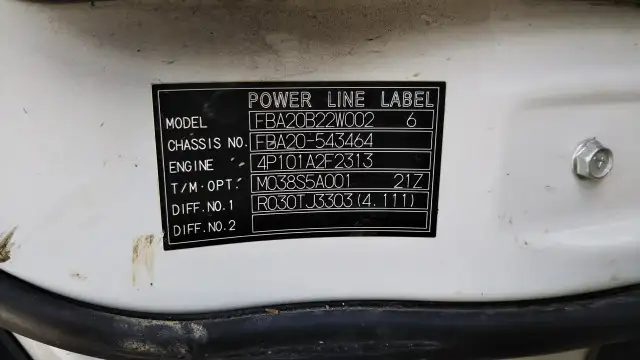 POWER LINE LABEL
MODEL FBA20B22W002 6
CHASSIS NO. FBA20-543464
ENGINE 4P101A2F2313
T/M·OPT. M038S5A001 21Z
DIFF.NO.1 R030TJ3303(4.111)
DIFF.NO.2